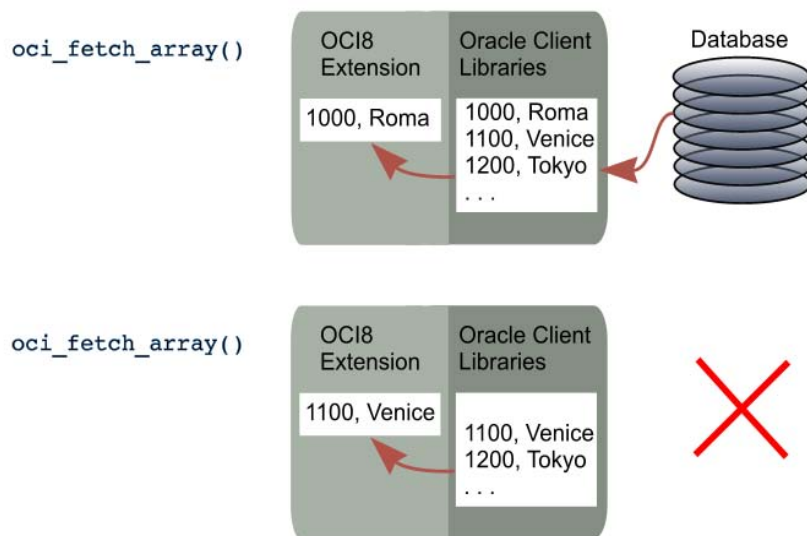 oci_fetch_array()
OCI8
Extension
1000, Roma
Oracle Client
Libraries
1000, Roma
1100, Venice
1200, Tokyo
. . .
Database
oci_fetch_array()
OCI8
Extension
1100, Venice
Oracle Client
Libraries
1100, Venice
1200, Tokyo
. . .